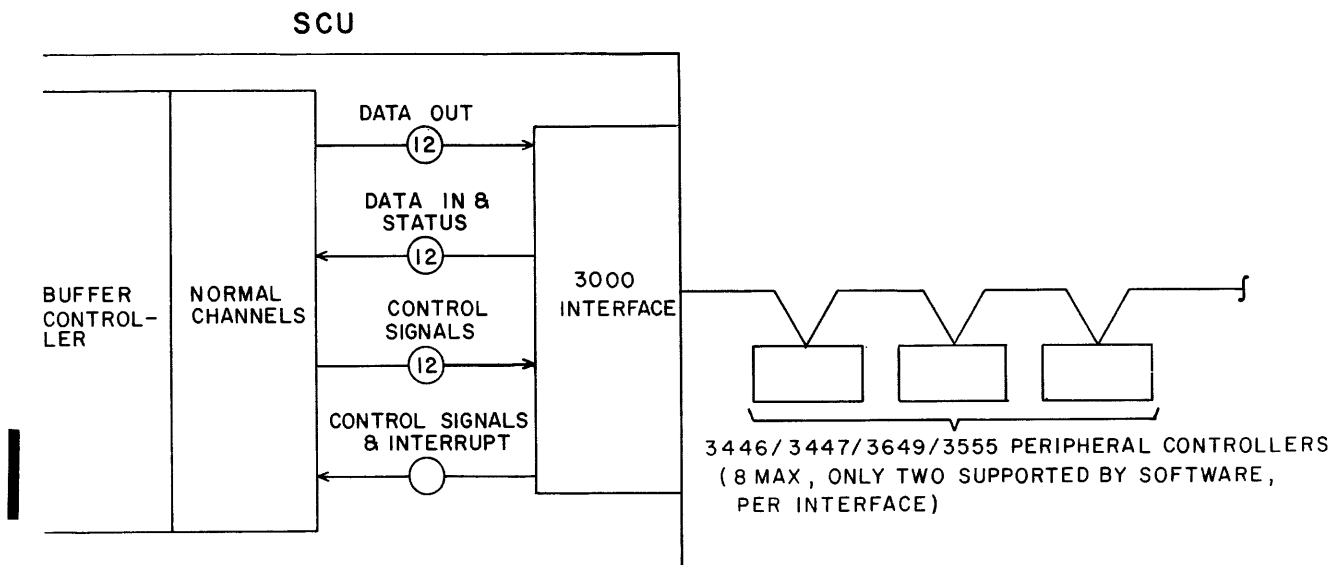 SCU
DATA OUT
12
DATA IN &
STATUS
12
BUFFER
CONTROL-
LER
NORMAL
CHANNELS
CONTROL
SIGNALS
12
CONTROL SIGNALS
& INTERRUPT
3000
INTERFACE
3446/3447/3649/3555 PERIPHERAL CONTROLLERS
(8 MAX, ONLY TWO SUPPORTED BY SOFTWARE,
PER INTERFACE)